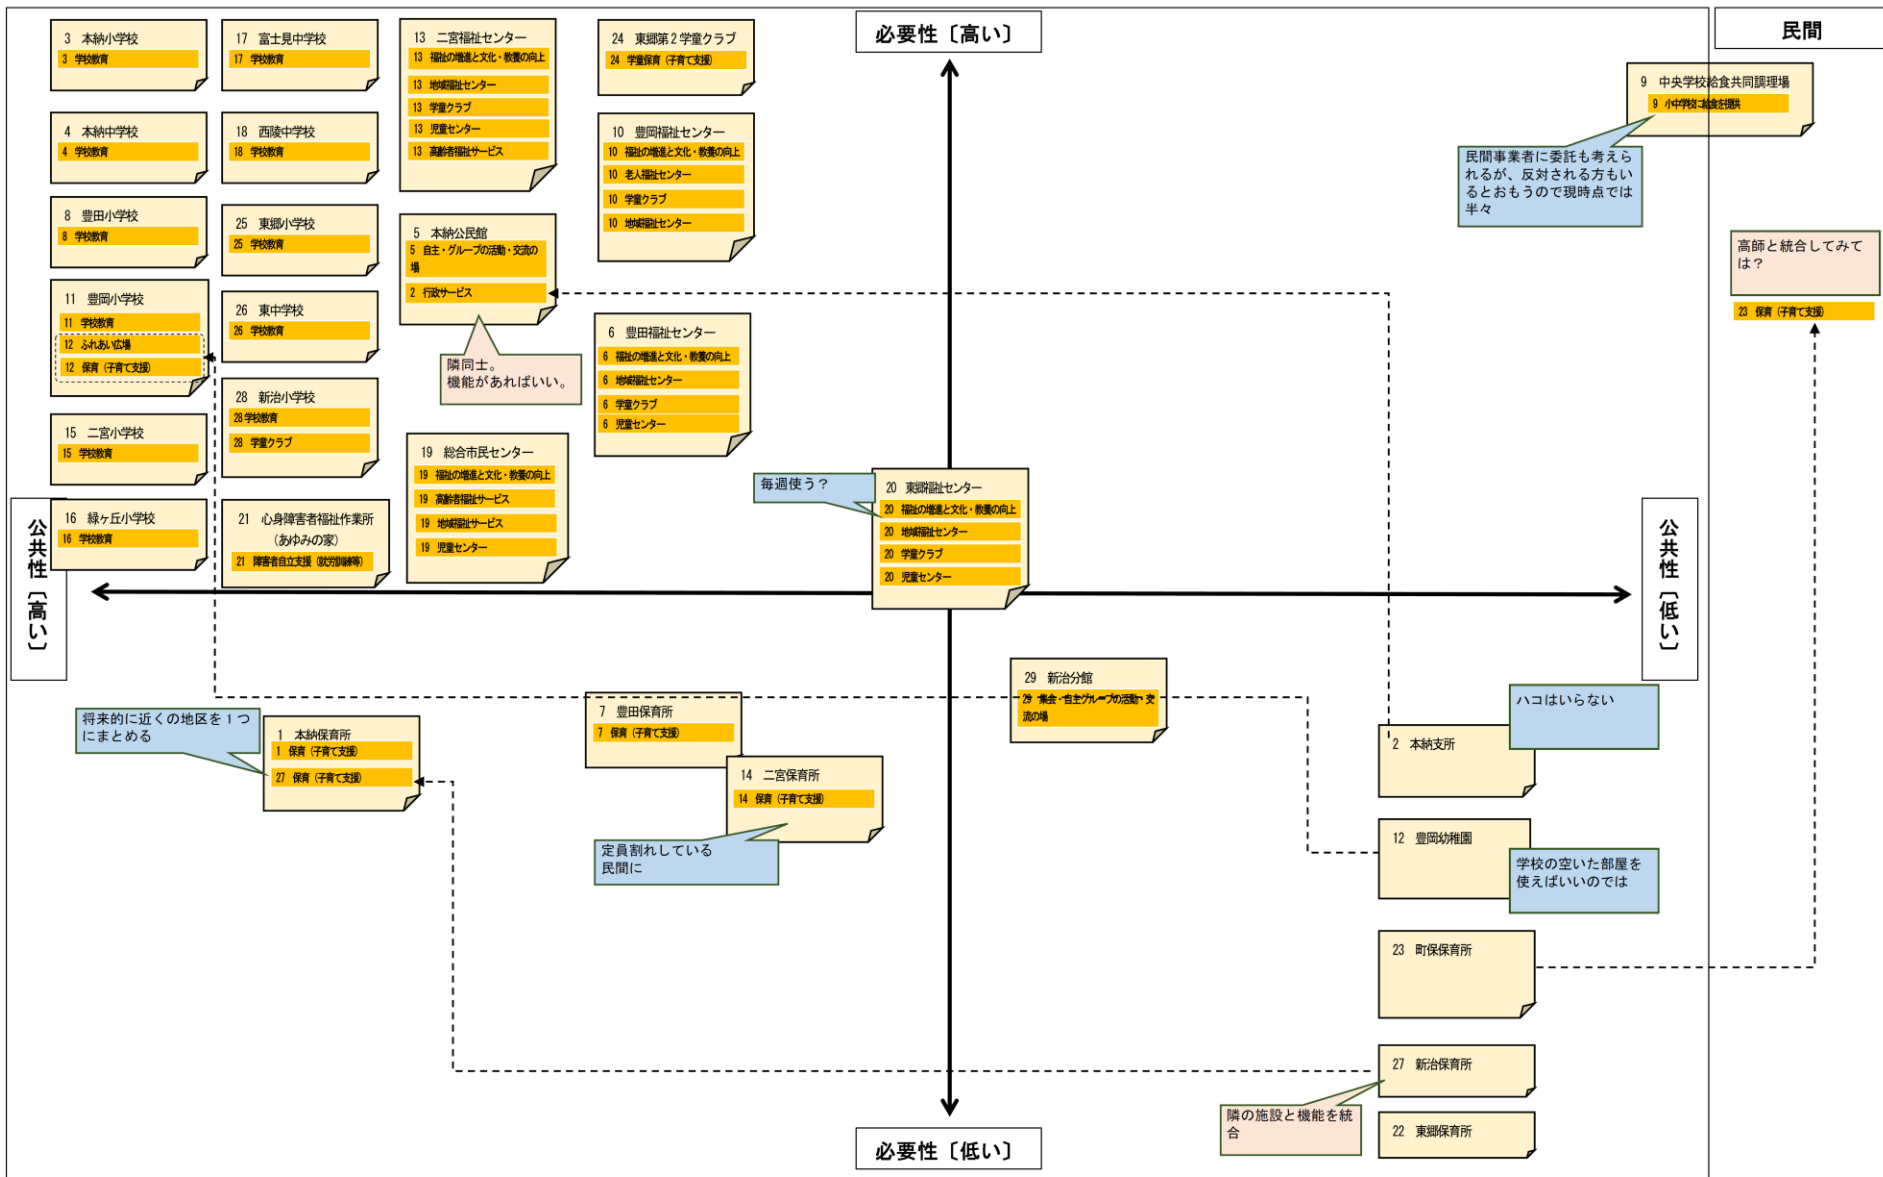 必要性〔高い〕
民間
3 本納小学校
3 学校教育
17 富士見中学校
17 学校教育
13 二宮福祉センター
13 福祉の増進と文化・教養の向上
13 地域福祉センター
13 学童クラブ
13 児童センター
13 高齢者福祉サービス
24 東郷第2学童クラブ
24 学童保育（子育て支援）
9 中央学校給食共同調理場
9 小中学校に給食を提供
民間事業者に委託も考えら
れるが、反対される方もい
るとおもうので現時点では
半々
4 本納中学校
4 学校教育
18 西陵中学校
18 学校教育
10 豊岡福祉センター
10 福祉の増進と文化・教養の向上
10 老人福祉センター
10 学童クラブ
10 地域福祉センター
8 豊田小学校
8 学校教育
25 東郷小学校
25 学校教育
5 本納公民館
5 自主・グループの活動・交流の
場
2 行政サービス
隣同士。
機能があればいい。
高師と統合してみて
は？
23 保育（子育て支援）
11 豊岡小学校
11 学校教育
12 ふれあい広場
12 保育（子育て支援）
26 東中学校
26 学校教育
6 豊田福祉センター
6 福祉の増進と文化・教養の向上
6 地域福祉センター
6 学童クラブ
6 児童センター
15 二宮小学校
15 学校教育
28 新治小学校
28 学校教育
28 学童クラブ
19 総合市民センター
19 福祉の増進と文化・教養の向上
19 高齢者福祉サービス
19 地域福祉サービス
19 児童センター
毎週使う？
20 東郷福祉センター
20 福祉の増進と文化・教養の向上
20 地域福祉センター
20 学童クラブ
20 児童センター
16 緑ヶ丘小学校
16 学校教育
21 心身障害者福祉作業所
（あゆみの家）
21 障害者自立支援（就労訓練等）
公共性〔高い〕
公共性〔低い〕
将来的に近くの地区を１つ
にまとめる
1 本納保育所
1 保育（子育て支援）
27 保育（子育て支援）
7 豊田保育所
7 保育（子育て支援）
14 二宮保育所
14 保育（子育て支援）
定員割れしている
民間に
29 新治分館
29 集会・自主グループの活動・交
流の場
ハコはいらない
2 本納支所
12 豊岡幼稚園
学校の空いた部屋を
使えばいいのでは
23 町保保育所
27 新治保育所
隣の施設と機能を統
合
22 東郷保育所
必要性〔低い〕